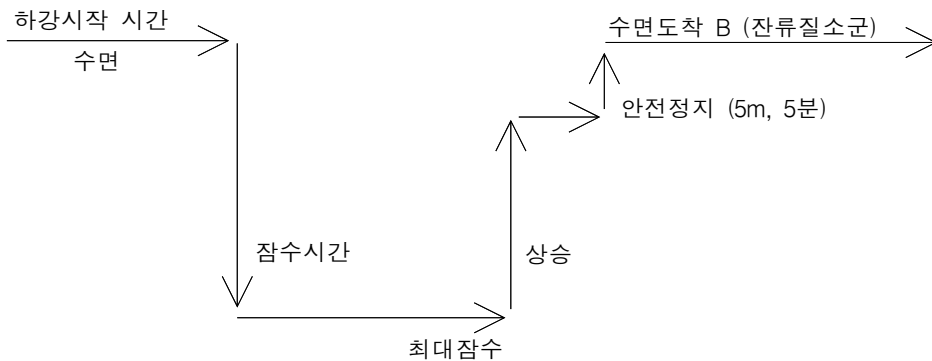 하강시작 시간
수면
잠수시간
최대잠수
상승
안전정지 (5m, 5분)
수면도착 B (잔류질소군)